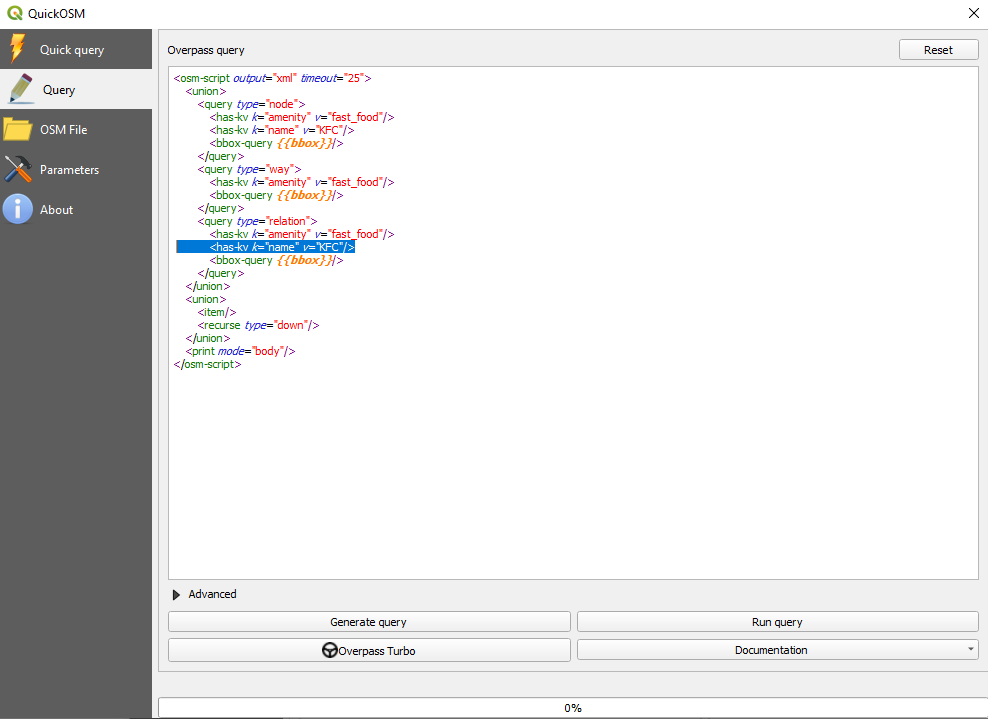 QuickOSM
Quick query
Query
OSM File
Parameters
About
Overpass query
Reset
<osm-script output="xml" timeout="25">
<union>
<query type="node">
<has-kv k="amenity" v="fast_food"/>
<has-kv k="name" v="KFC"/>
<bbox-query {{bbox}}/>
</query>
<query type="way">
<has-kv k="amenity" v="fast_food"/>
<bbox-query {{bbox}}/>
</query>
<query type="relation">
<has-kv k="amenity" v="fast_food"/>
<has-kv k="name" v="KFC"/>
<bbox-query {{bbox}}/>
</query>
</union>
<union>
<item/>
<recurse type="down"/>
</union>
<print mode="body"/>
</osm-script>
Advanced
Generate query
Run query
Overpass Turbo
Documentation
0%